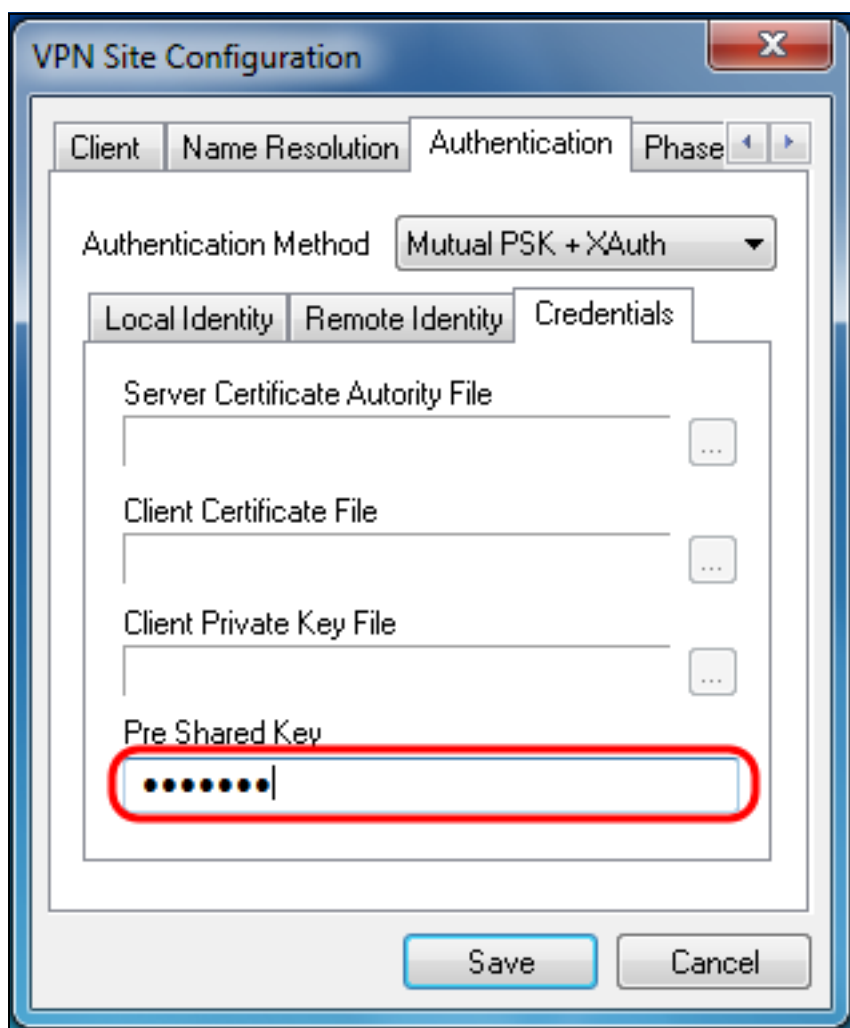 VPN Site Configuration
Client Name Resolution Authentication Phase
Authentication Method Mutual PSK + XAuth
Local Identity Remote Identity Credentials
Server Certificate Autority File
...
Client Certificate File
...
Client Private Key File
...
Pre Shared Key
•••••••
Save Cancel